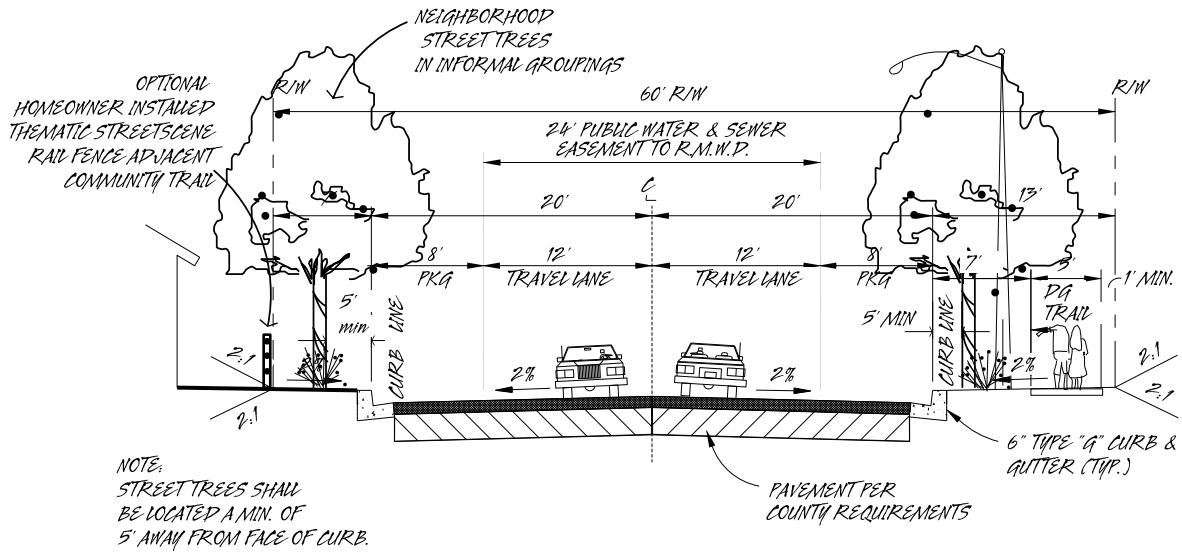 NEIGHBORHOOD
STREET TREES
IN INFORMAL GROUPINGS
OPTIONAL
HOMEOWNER INSTALLED
THEMATIC STREETSCENE
RAIL FENCE ADJACENT
COMMUNITY TRAIL
R/W
60' R/W
R/W
24' PUBLIC WATER & SEWER
EASEMENT TO R.M.W.D.
C
L
20'
20'
13'
8'
PKG
12'
TRAVEL LANE
12'
TRAVEL LANE
8'
PKG
7'
1' MIN.
5'
min
CURB LINE
5' MIN
CURB LINE
DG
TRAIL
2:1
2:1
2%
2%
2%
2:1
2:1
6" TYPE "G" CURB &
GUTTER (TYP.)
PAVEMENT PER
COUNTY REQUIREMENTS
NOTE:
STREET TREES SHALL
BE LOCATED A MIN. OF
5' AWAY FROM FACE OF CURB.